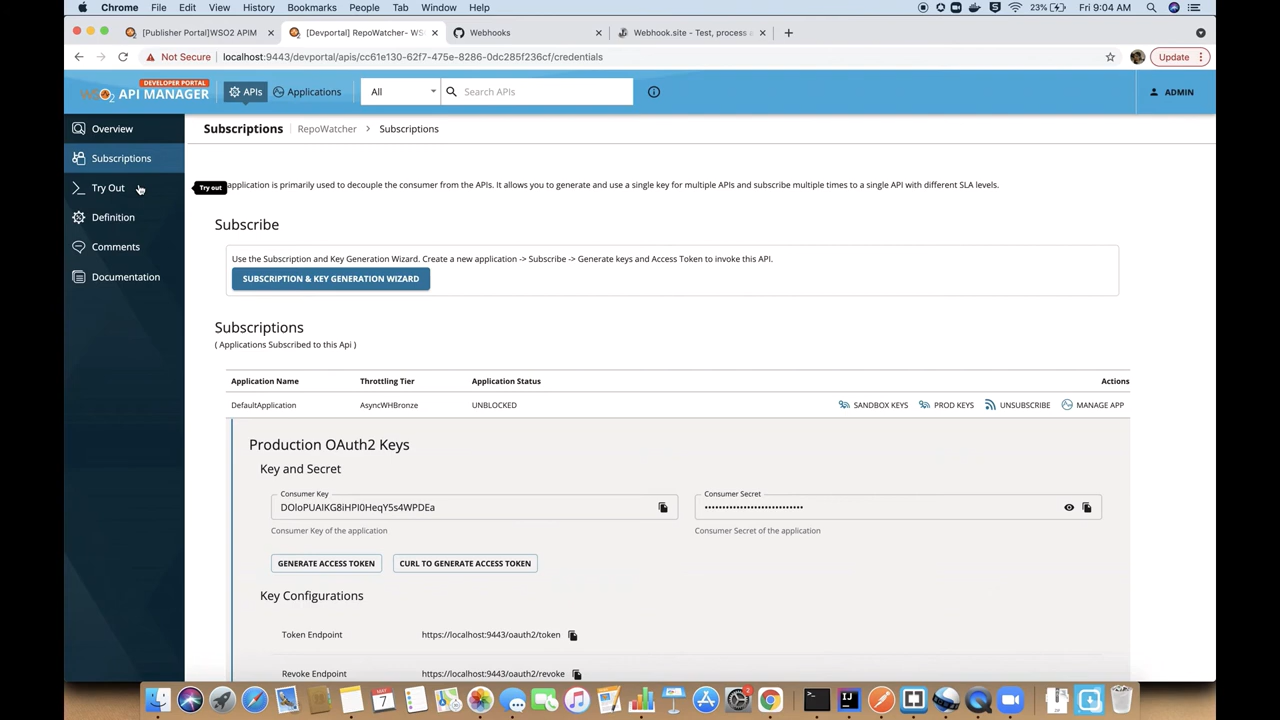 Chrome File Edit View History Bookmarks People Tab Window Help 23% Fri 9:04 AM
[Publisher Portal]WSO2 APIM [Devportal] RepoWatcher- WS Webhooks Webhook.site - Test, process a
Not Secure localhost:9443/devportal/apis/cc61e130-62f7-475e-8286-0dc285f236cf/credentials Update
DEVELOPER PORTAL
WSO2 API MANAGER APIs Applications All Search APIs ADMIN
Overview
Subscriptions
Try Out
Definition
Comments
Documentation
Try out
Subscriptions RepoWatcher > Subscriptions
application is primarily used to decouple the consumer from the APIs. It allows you to generate and use a single key for multiple APIs and subscribe multiple times to a single API with different SLA levels.
Subscribe
Use the Subscription and Key Generation Wizard. Create a new application -> Subscribe -> Generate keys and Access Token to invoke this API.
SUBSCRIPTION & KEY GENERATION WIZARD
Subscriptions
( Applications Subscribed to this Api )
Application Name Throttling Tier Application Status Actions
DefaultApplication AsyncWHBronze UNBLOCKED SANDBOX KEYS PROD KEYS UNSUBSCRIBE MANAGE APP
Production OAuth2 Keys
Key and Secret
Consumer Key Consumer Secret
DOloPUAIKG8iHPI0HeqY5s4WPDEa •••••••••••••••••••••••••••
Consumer Key of the application Consumer Secret of the application
GENERATE ACCESS TOKEN CURL TO GENERATE ACCESS TOKEN
Key Configurations
Token Endpoint https://localhost:9443/oauth2/token
Revoke Endpoint https://localhost:9443/oauth2/revoke